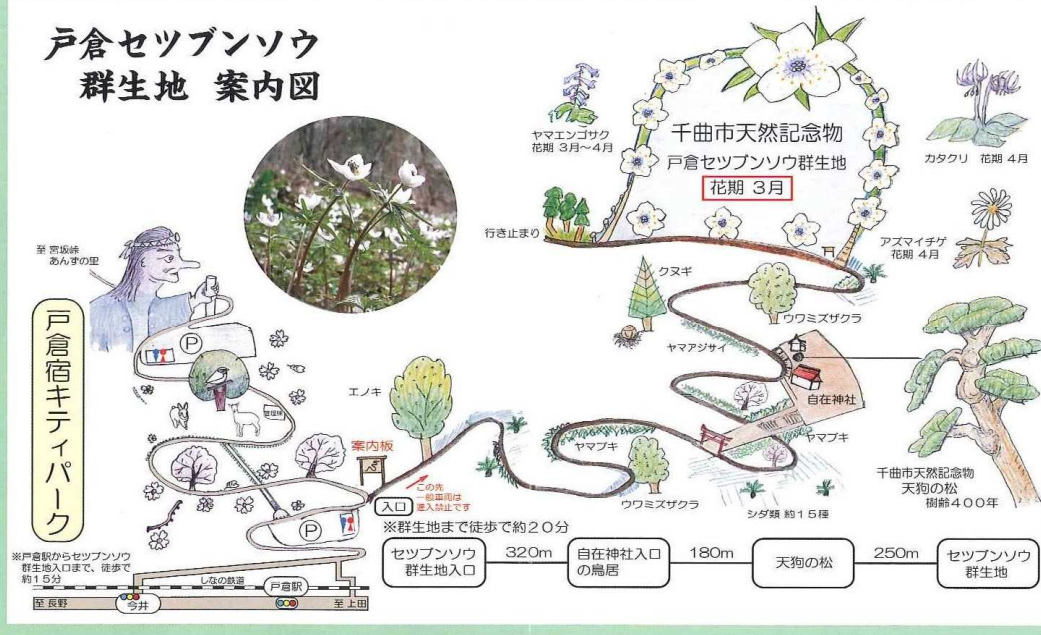 戸倉セツブンソウ
群生地 案内図
ヤマエンゴサク
花期 3月～4月
千曲市天然記念物
戸倉セツブンソウ群生地
花期 3月
カタクリ 花期 4月
アズマイチゲ
花期 4月
行き止まり
至 宮坂峠
あんずの里
戸倉宿キティパーク
P
クヌギ
ウワミズザクラ
ヤマアジサイ
自在神社
エノキ
案内板
ヤマブキ
ヤマブキ
この先
一般車両は
進入禁止です
入口
ウワミズザクラ
シダ類 約15種
千曲市天然記念物
天狗の松
樹齢400年
P
※群生地まで徒歩で約20分
セツブンソウ
群生地入口
320m
自在神社入口
の鳥居
180m
天狗の松
250m
セツブンソウ
群生地
※戸倉駅からセツブンソウ
群生地入口まで、徒歩で
約15分
しなの鉄道
戸倉駅
至 長野
今井
至 上田